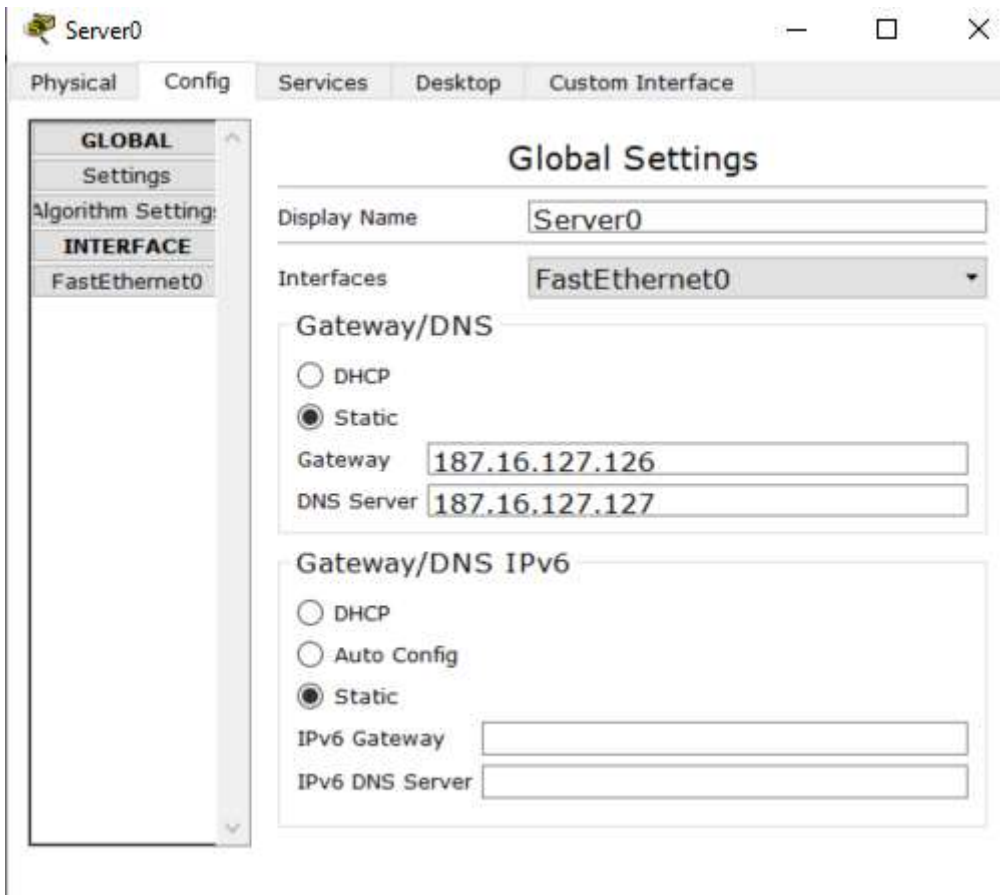 Server0
Physical Config Services Desktop Custom Interface
GLOBAL
Settings
Algorithm Settings
INTERFACE
FastEthernet0
Global Settings
Display Name Server0
Interfaces FastEthernet0
Gateway/DNS
DHCP
Static
Gateway 187.16.127.126
DNS Server 187.16.127.127
Gateway/DNS IPv6
DHCP
Auto Config
Static
IPv6 Gateway
IPv6 DNS Server